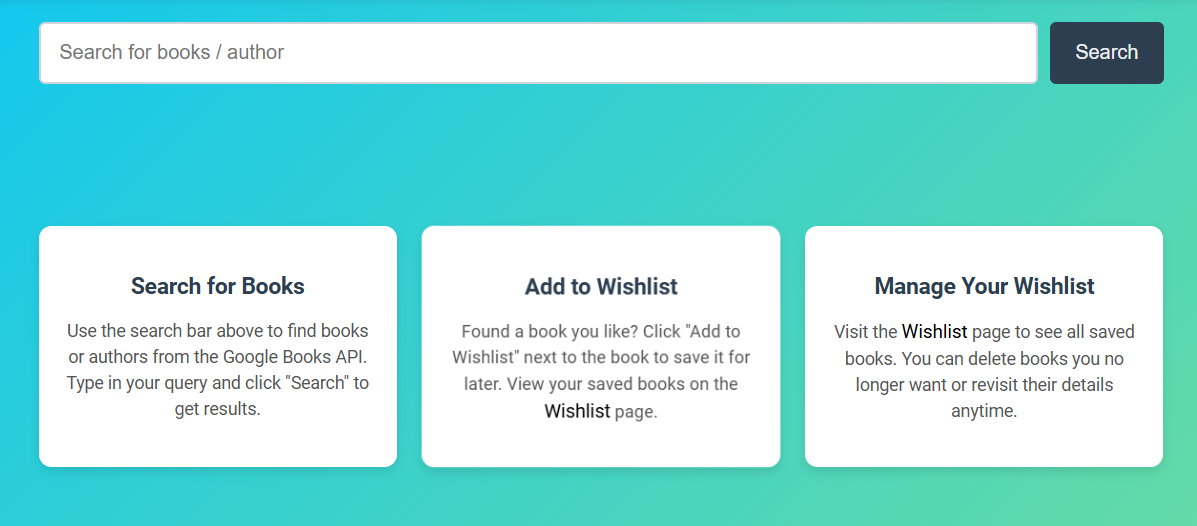 Search for books / author
Search
Search for Books
Use the search bar above to find books
or authors from the Google Books API.
Type in your query and click "Search" to
get results.
Add to Wishlist
Found a book you like? Click "Add to
Wishlist" next to the book to save it for
later. View your saved books on the
Wishlist page.
Manage Your Wishlist
Visit the Wishlist page to see all saved
books. You can delete books you no
longer want or revisit their details
anytime.